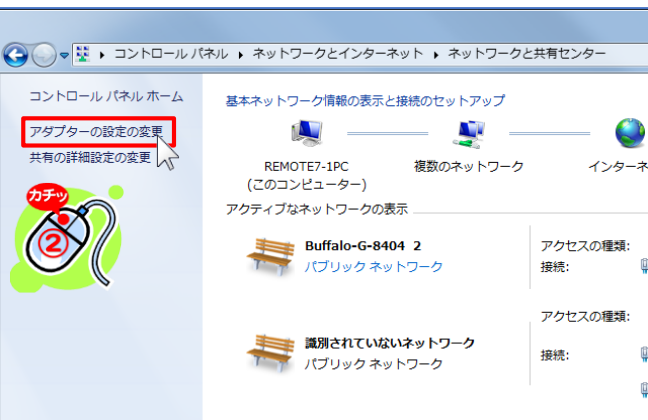 コントロール パネル ▸ ネットワークとインターネット ▸ ネットワークと共有センター
コントロール パネル ホーム
アダプターの設定の変更
共有の詳細設定の変更
カチッ
②
基本ネットワーク情報の表示と接続のセットアップ
REMOTE7-1PC
(このコンピューター)
複数のネットワーク
インターネ
アクティブなネットワークの表示
Buffalo-G-8404 2
パブリック ネットワーク
アクセスの種類:
接続:
識別されていないネットワーク
パブリック ネットワーク
アクセスの種類:
接続: